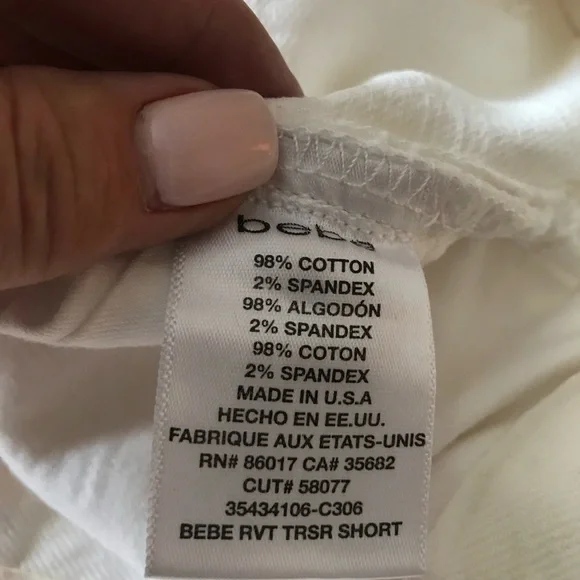 bebe
98% COTTON
2% SPANDEX
98% ALGODÓN
2% SPANDEX
98% COTON
2% SPANDEX
MADE IN U.S.A
HECHO EN EE.UU.
FABRIQUE AUX ETATS-UNIS
RN# 86017 CA# 35682
CUT# 58077
35434106-C306
BEBE RVT TRSR SHORT